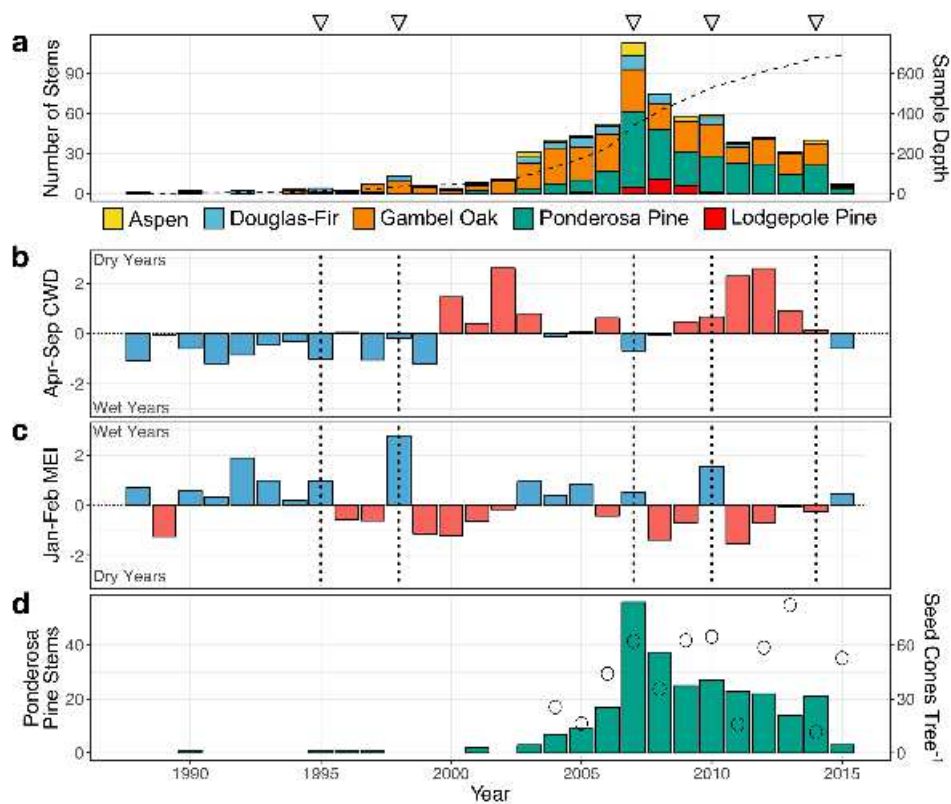 a
Number of Stems
90
60
30
0
600
400
200
0
Sample Depth
Aspen Douglas-Fir Gambel Oak Ponderosa Pine Lodgepole Pine
b
Apr-Sep CWD
Dry Years
2
0
-2
Wet Years
c
Jan-Feb MEI
Wet Years
2
0
-2
Dry Years
d
Ponderosa
Pine Stems
40
20
0
60
30
0
Seed Cones Tree⁻¹
1990 1995 2000 2005 2010 2015
Year